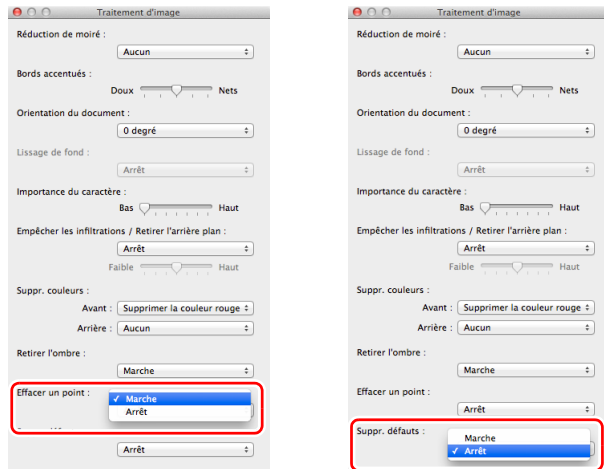 Traitement d'image
Réduction de moiré :
Aucun
Bords accentués :
Doux Nets
Orientation du document :
0 degré
Lissage de fond :
Arrêt
Importance du caractère :
Bas Haut
Empêcher les infiltrations / Retirer l'arrière plan :
Arrêt
Faible Haut
Suppr. couleurs :
Avant : Supprimer la couleur rouge
Arrière : Aucun
Retirer l'ombre :
Marche
Effacer un point :
✓ Marche
Arrêt
Arrêt
Traitement d'image
Réduction de moiré :
Aucun
Bords accentués :
Doux Nets
Orientation du document :
0 degré
Lissage de fond :
Arrêt
Importance du caractère :
Bas Haut
Empêcher les infiltrations / Retirer l'arrière plan :
Arrêt
Faible Haut
Suppr. couleurs :
Avant : Supprimer la couleur rouge
Arrière : Aucun
Retirer l'ombre :
Marche
Effacer un point :
Arrêt
Suppr. défauts :
Marche
✓ Arrêt